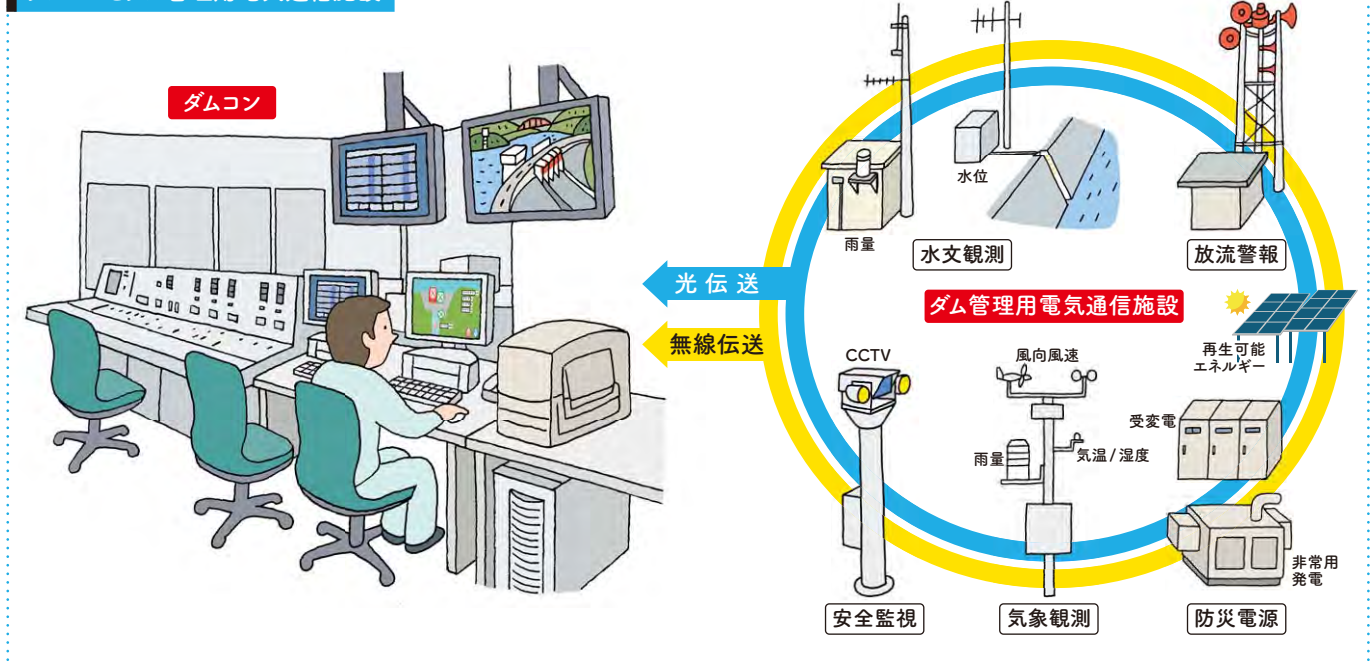 ダムコン
光伝送
無線伝送
雨量
水位
水文観測
放流警報
ダム管理用電気通信施設
再生可能
エネルギー
CCTV
風向風速
雨量
気温/湿度
受変電
非常用
発電
安全監視
気象観測
防災電源